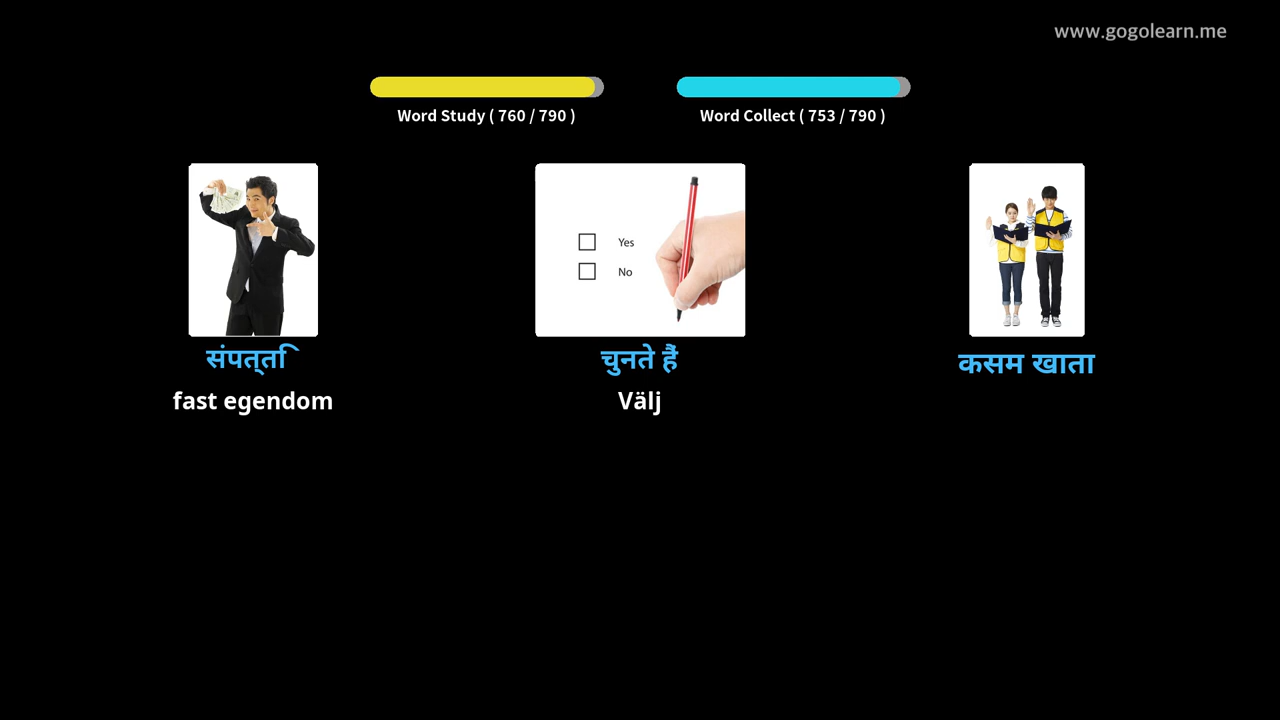 www.gogolearn.me
Word Study ( 760 / 790 )
Word Collect ( 753 / 790 )
Yes
No
संपत्ति
चुनते हैं
कसम खाता
fast egendom
Välj